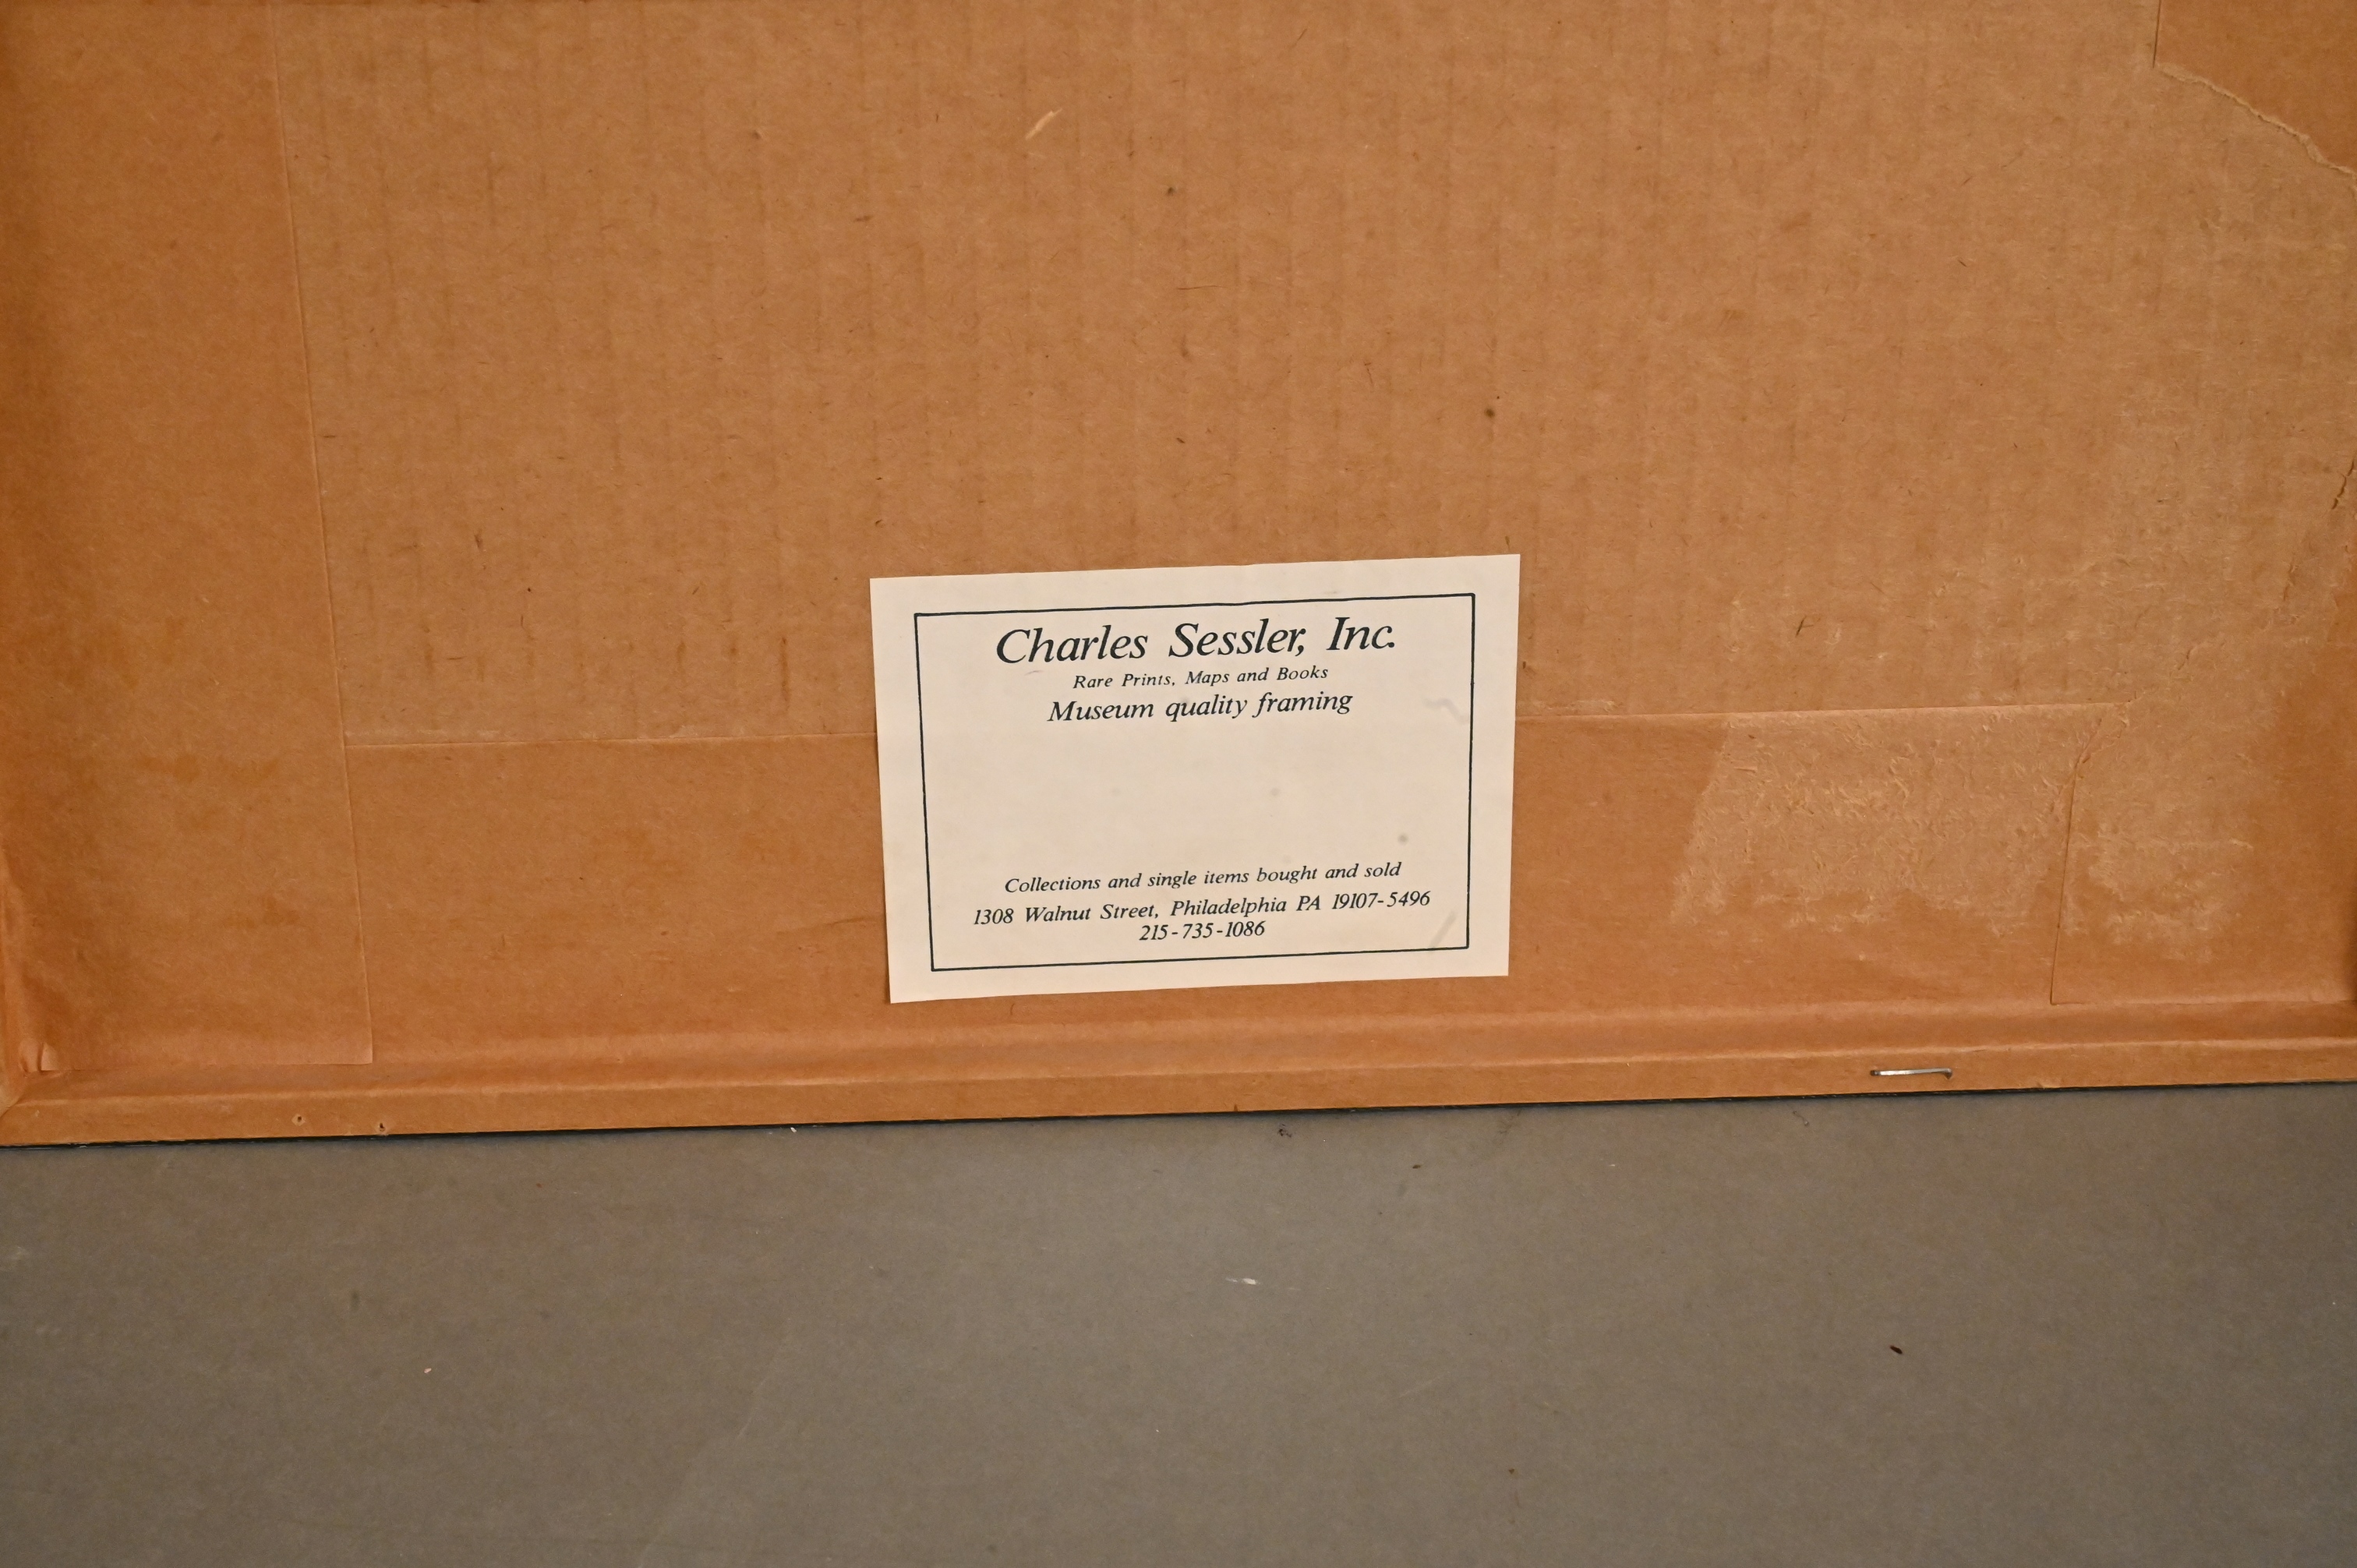 Charles Sessler, Inc.
Rare Prints, Maps and Books
Museum quality framing
Collections and single items bought and sold
1308 Walnut Street, Philadelphia PA 19107-5496
215-735-1086